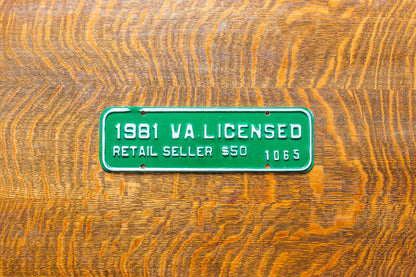 1981 VA. LICENSED
RETAIL SELLER $50 1065